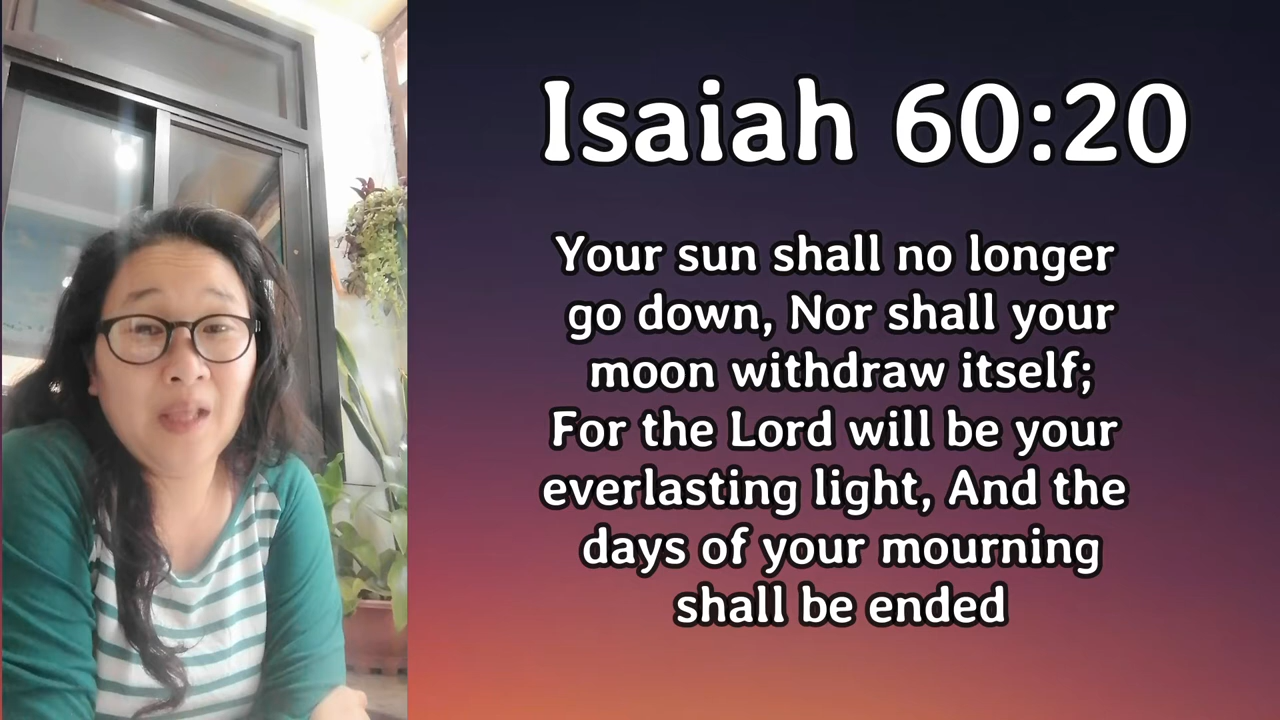 Isaiah 60:20
Your sun shall no longer
go down, Nor shall your
moon withdraw itself;
For the Lord will be your
everlasting light, And the
days of your mourning
shall be ended